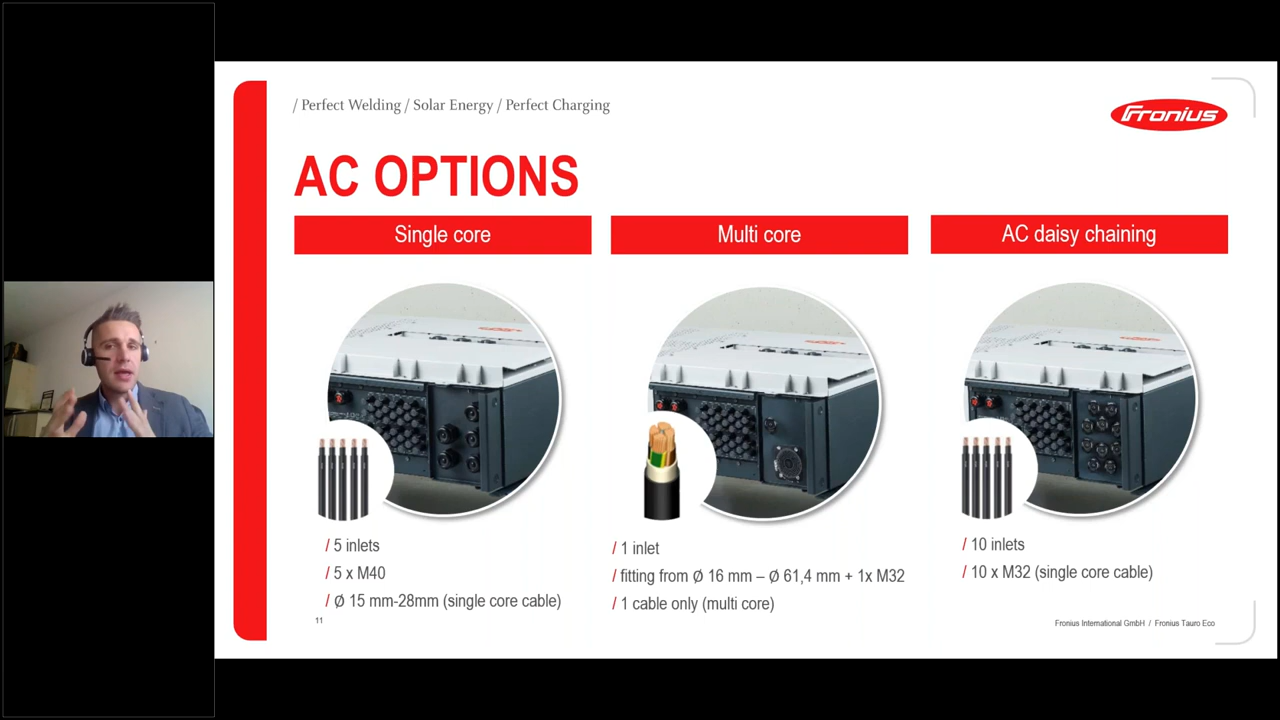 / Perfect Welding / Solar Energy / Perfect Charging
Fronius
AC OPTIONS
Single core
Multi core
AC daisy chaining
/ 5 inlets
/ 5 x M40
/ Ø 15 mm-28mm (single core cable)
/ 1 inlet
/ fitting from Ø 16 mm – Ø 61,4 mm + 1x M32
/ 1 cable only (multi core)
/ 10 inlets
/ 10 x M32 (single core cable)
11
Fronius International GmbH / Fronius Tauro Eco